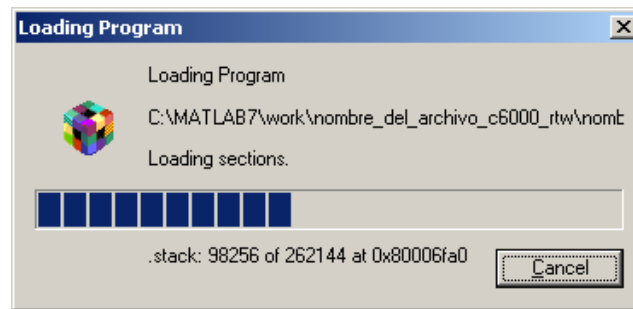 Loading Program
Loading Program
C:\MATLAB7\work\nombre_del_archivo_c6000_rtw\nomb
Loading sections.
.stack: 98256 of 262144 at 0x80006fa0
Cancel